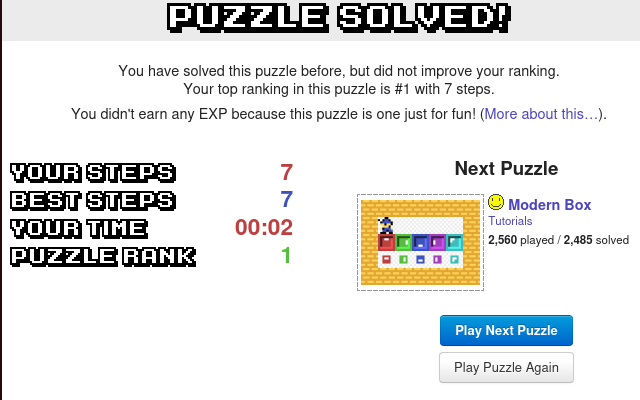 PUZZLE SOLVED!
You have solved this puzzle before, but did not improve your ranking.
Your top ranking in this puzzle is #1 with 7 steps.
You didn't earn any EXP because this puzzle is one just for fun! (More about this…).
YOUR STEPS 7
BEST STEPS 7
YOUR TIME 00:02
PUZZLE RANK 1
Next Puzzle
Modern Box
Tutorials
2,560 played / 2,485 solved
Play Next Puzzle
Play Puzzle Again